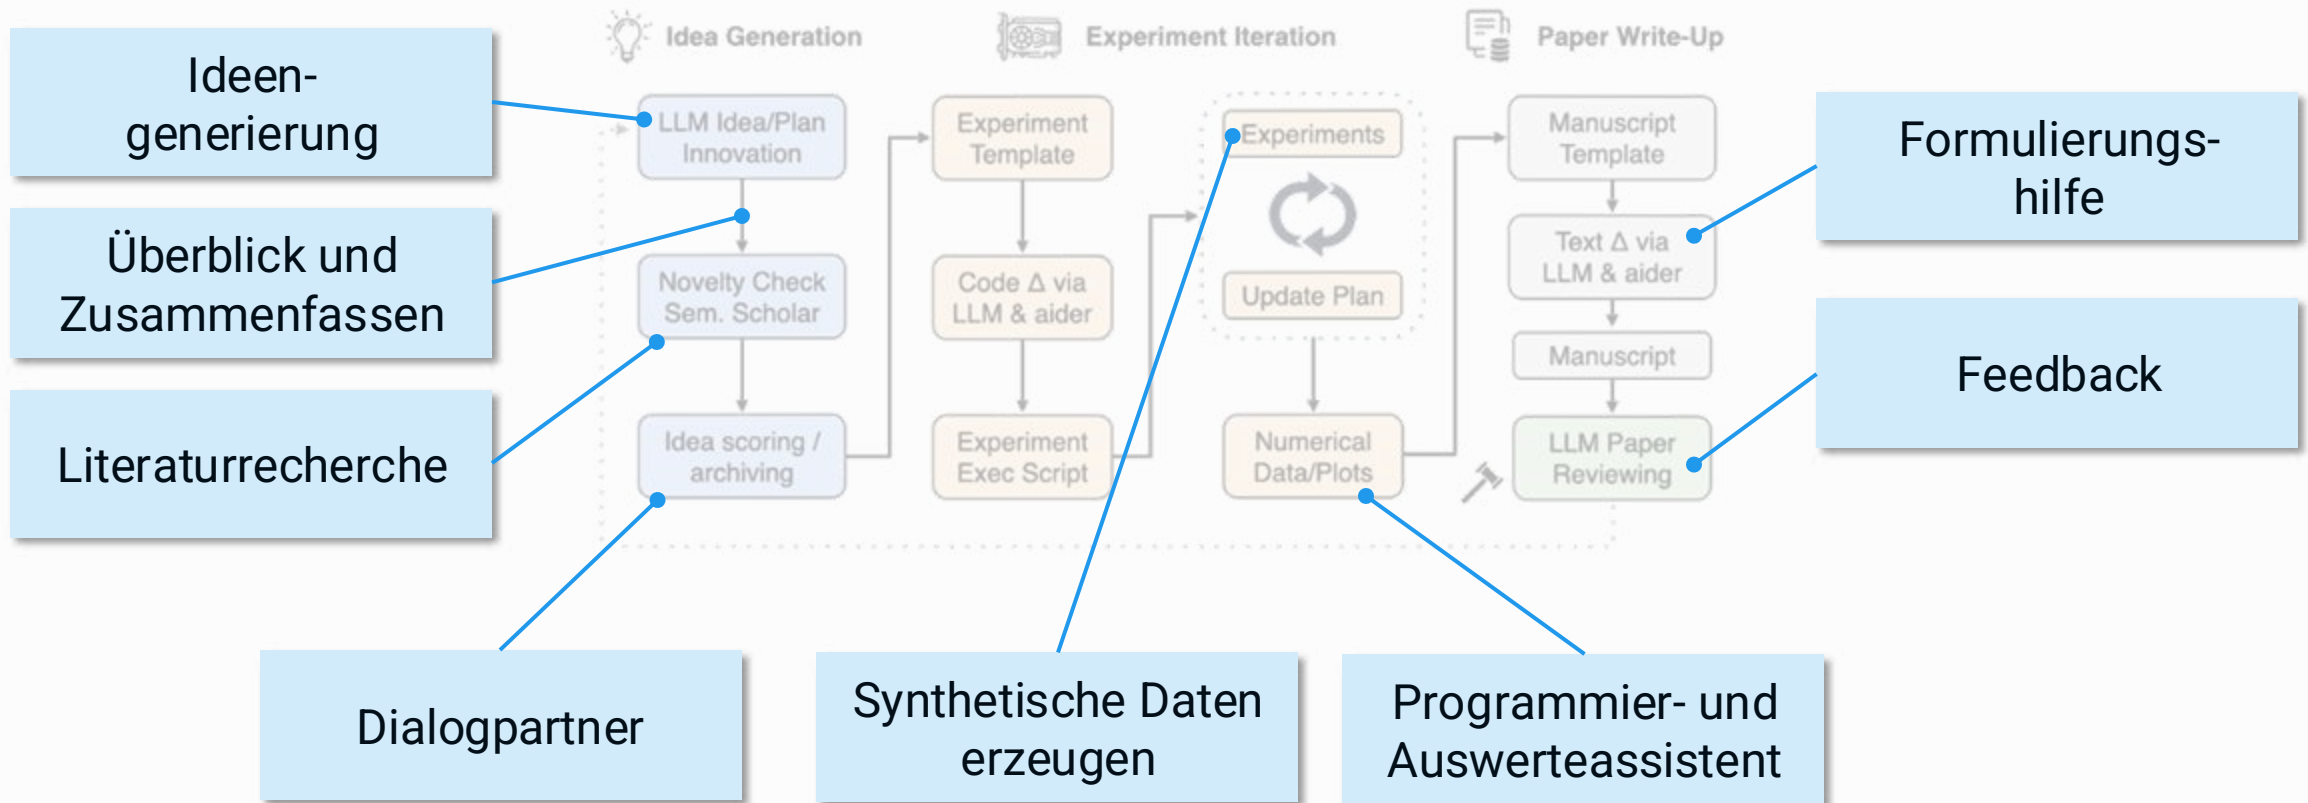 Idea Generation
Experiment Iteration
Paper Write-Up
Ideen-
generierung
Überblick und
Zusammenfassen
Literaturrecherche
LLM Idea/Plan
Innovation
Novelty Check
Sem. Scholar
Idea scoring /
archiving
Experiment
Template
Code Δ via
LLM & aider
Experiment
Exec Script
Experiments
Update Plan
Numerical
Data/Plots
Manuscript
Template
Text Δ via
LLM & aider
Manuscript
LLM Paper
Reviewing
Formulierungs-
hilfe
Feedback
Dialogpartner
Synthetische Daten
erzeugen
Programmier- und
Auswerteassistent